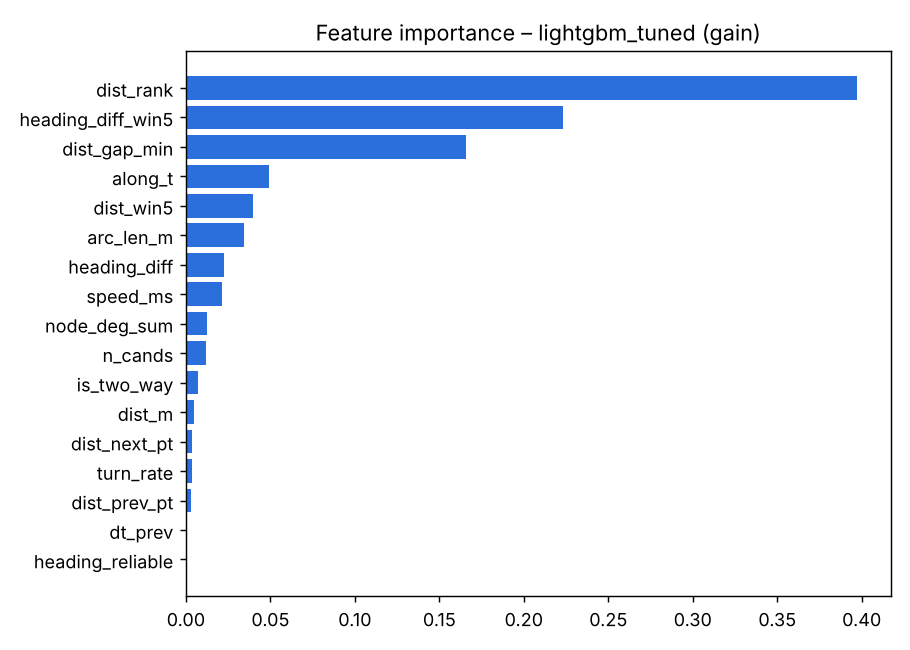 Feature importance – lightgbm_tuned (gain)
dist_rank
heading_diff_win5
dist_gap_min
along_t
dist_win5
arc_len_m
heading_diff
speed_ms
node_deg_sum
n_cands
is_two_way
dist_m
dist_next_pt
turn_rate
dist_prev_pt
dt_prev
heading_reliable
0.00 0.05 0.10 0.15 0.20 0.25 0.30 0.35 0.40